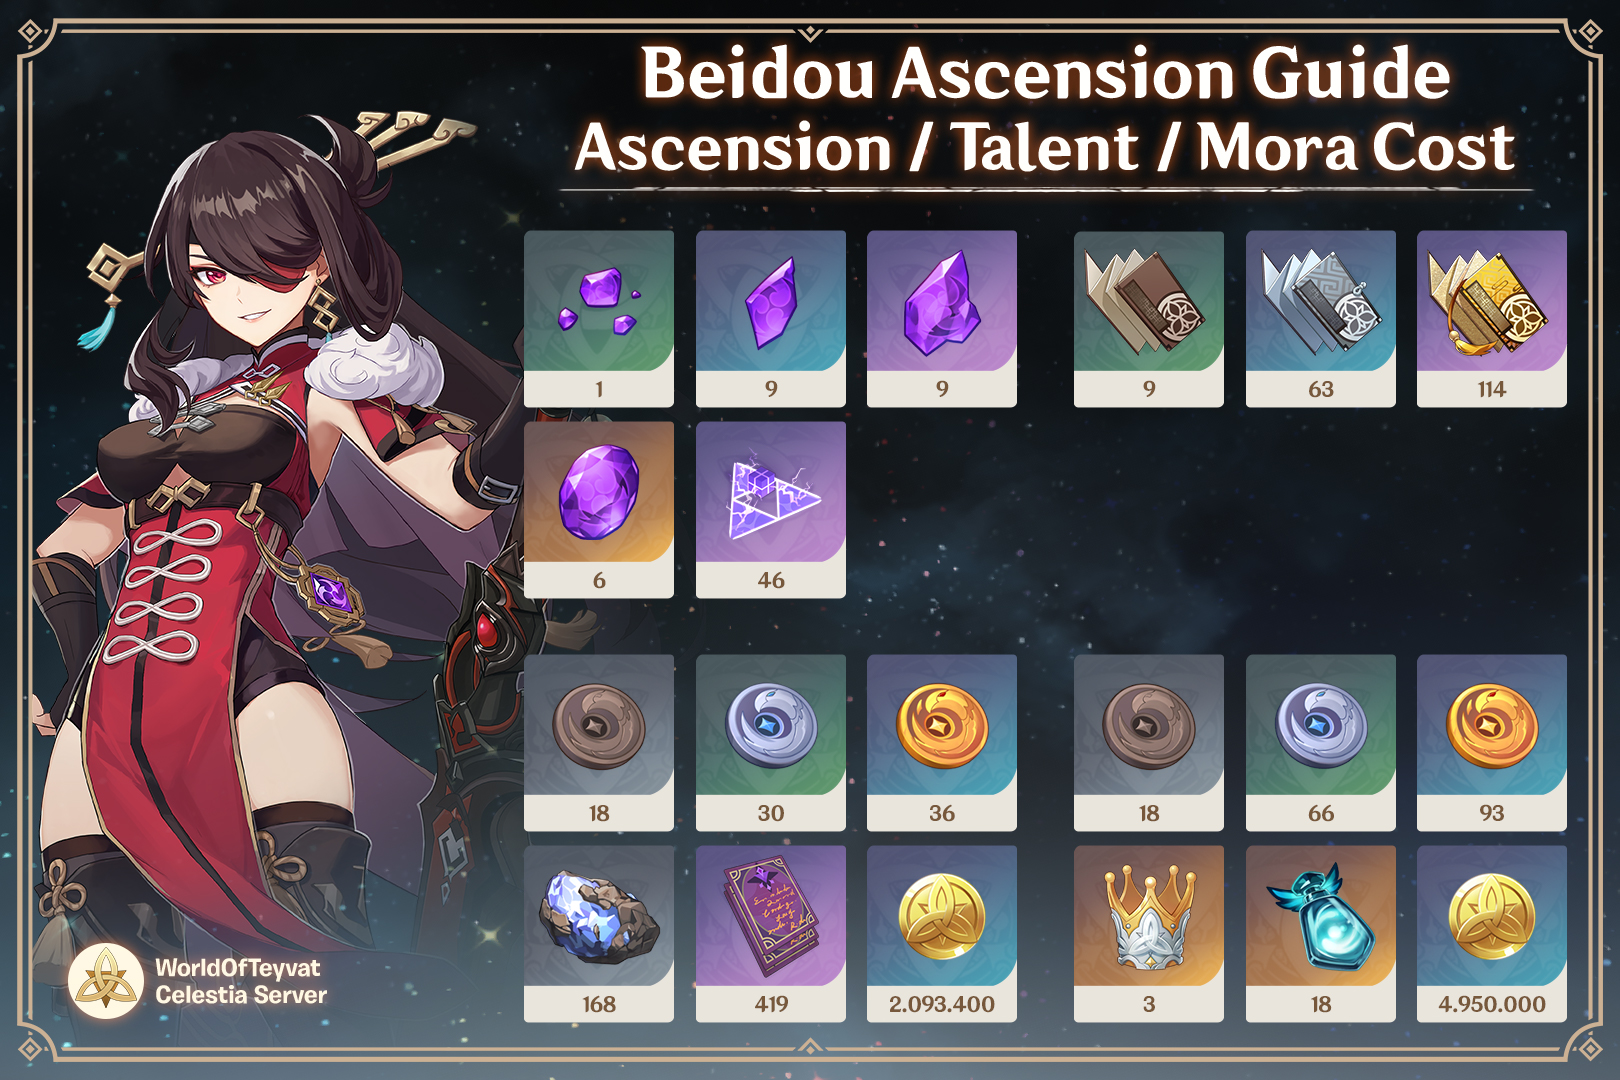 Beidou Ascension Guide
Ascension / Talent / Mora Cost
1 9 9 9 63 114
6 46
18 30 36 18 66 93
168 419 2.093.400 3 18 4.950.000
WorldOfTeyvat
Celestia Server